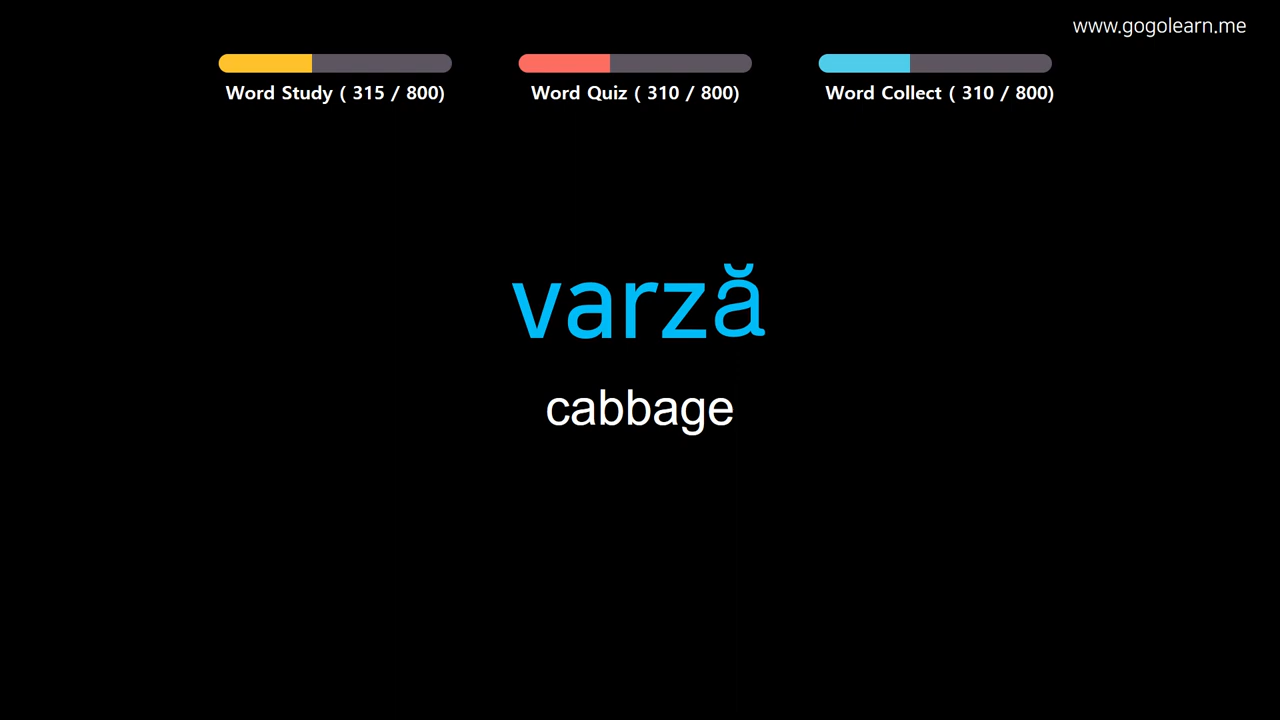 www.gogolearn.me
Word Study ( 315 / 800) Word Quiz ( 310 / 800) Word Collect ( 310 / 800)
varză
cabbage